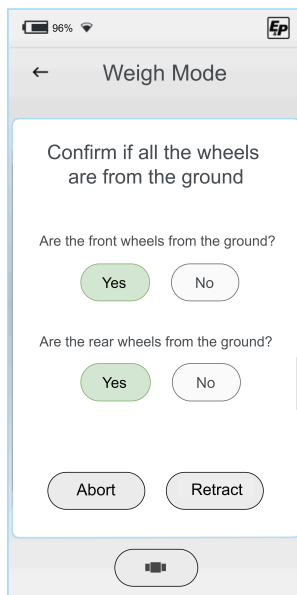 96%
EP
Weigh Mode
Confirm if all the wheels
are from the ground
Are the front wheels from the ground?
Yes No
Are the rear wheels from the ground?
Yes No
Abort Retract